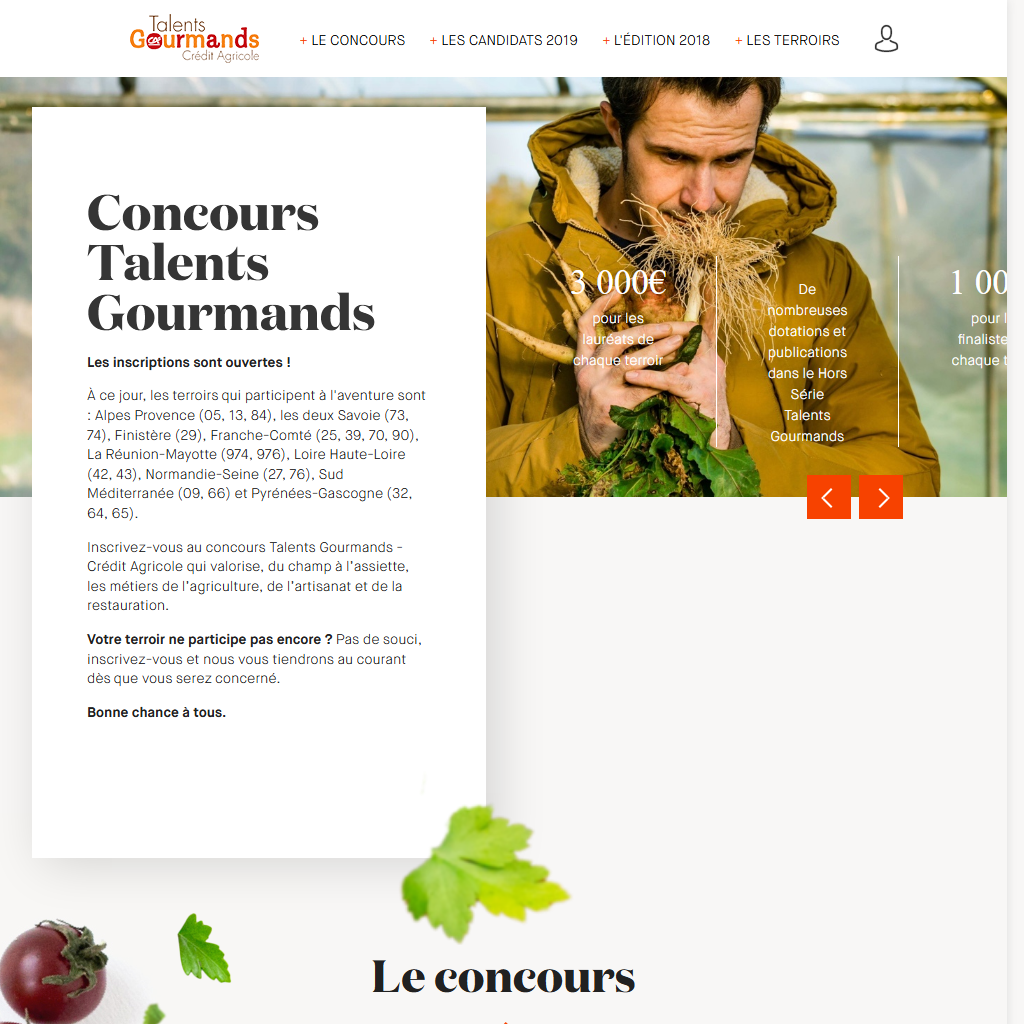 Talents
Gourmands
Crédit Agricole
+ LE CONCOURS
+ LES CANDIDATS 2019
+ L'ÉDITION 2018
+ LES TERROIRS
Concours
Talents
Gourmands
Les inscriptions sont ouvertes !
À ce jour, les terroirs qui participent à l'aventure sont
: Alpes Provence (05, 13, 84), les deux Savoie (73,
74), Finistère (29), Franche-Comté (25, 39, 70, 90),
La Réunion-Mayotte (974, 976), Loire Haute-Loire
(42, 43), Normandie-Seine (27, 76), Sud
Méditerranée (09, 66) et Pyrénées-Gascogne (32,
64, 65).
Inscrivez-vous au concours Talents Gourmands -
Crédit Agricole qui valorise, du champ à l'assiette,
les métiers de l'agriculture, de l'artisanat et de la
restauration.
Votre terroir ne participe pas encore ? Pas de souci,
inscrivez-vous et nous vous tiendrons au courant
dès que vous serez concerné.
Bonne chance à tous.
3 000€
pour les
lauréats de
chaque terroir
De
nombreuses
dotations et
publications
dans le Hors
Série
Talents
Gourmands
1 00
pour l
finaliste
chaque t
Le concours